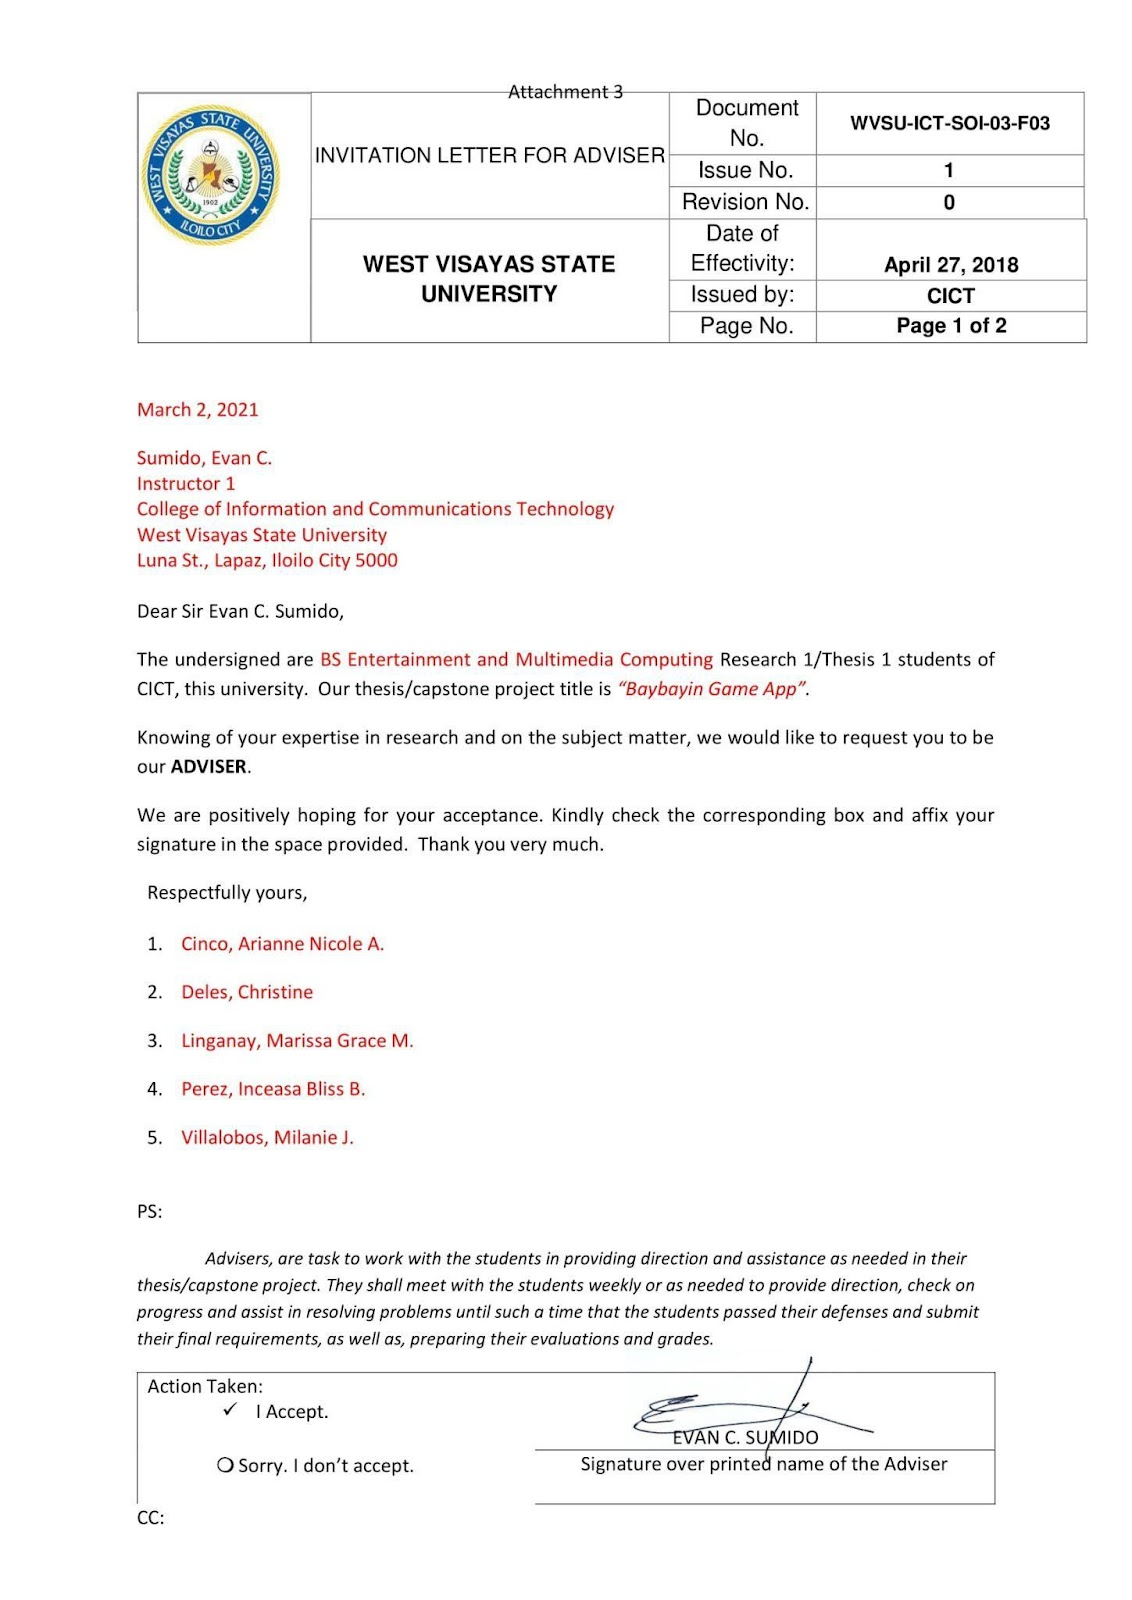 Attachment 3
WEST VISAYAS STATE UNIVERSITY
1902
ILOILO CITY
INVITATION LETTER FOR ADVISER
Document
No.
WVSU-ICT-SOI-03-F03
Issue No.
1
Revision No.
0
WEST VISAYAS STATE
UNIVERSITY
Date of
Effectivity:
April 27, 2018
Issued by:
CICT
Page No.
Page 1 of 2
March 2, 2021
Sumido, Evan C.
Instructor 1
College of Information and Communications Technology
West Visayas State University
Luna St., Lapaz, Iloilo City 5000
Dear Sir Evan C. Sumido,
The undersigned are BS Entertainment and Multimedia Computing Research 1/Thesis 1 students of
CICT, this university. Our thesis/capstone project title is “Baybayin Game App”.
Knowing of your expertise in research and on the subject matter, we would like to request you to be
our ADVISER.
We are positively hoping for your acceptance. Kindly check the corresponding box and affix your
signature in the space provided. Thank you very much.
Respectfully yours,
1. Cinco, Arianne Nicole A.
2. Deles, Christine
3. Linganay, Marissa Grace M.
4. Perez, Inceasa Bliss B.
5. Villalobos, Milanie J.
PS:
Advisers, are task to work with the students in providing direction and assistance as needed in their
thesis/capstone project. They shall meet with the students weekly or as needed to provide direction, check on
progress and assist in resolving problems until such a time that the students passed their defenses and submit
their final requirements, as well as, preparing their evaluations and grades.
Action Taken:
✓ I Accept.
EVAN C. SUMIDO
Sorry. I don’t accept.
Signature over printed name of the Adviser
CC: